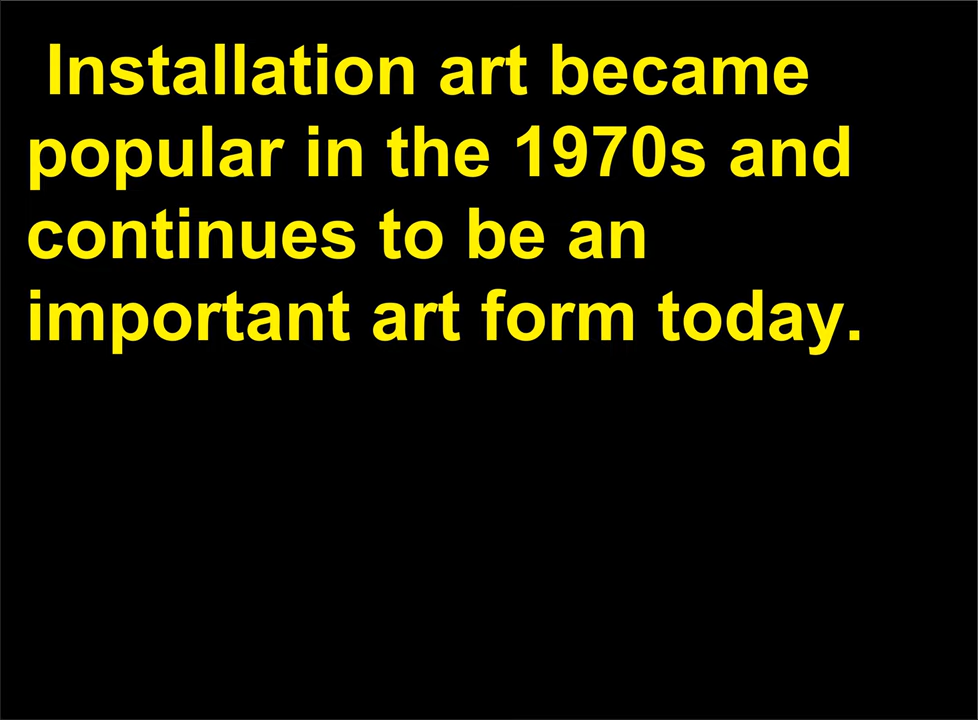 Installation art became
popular in the 1970s and
continues to be an
important art form today.